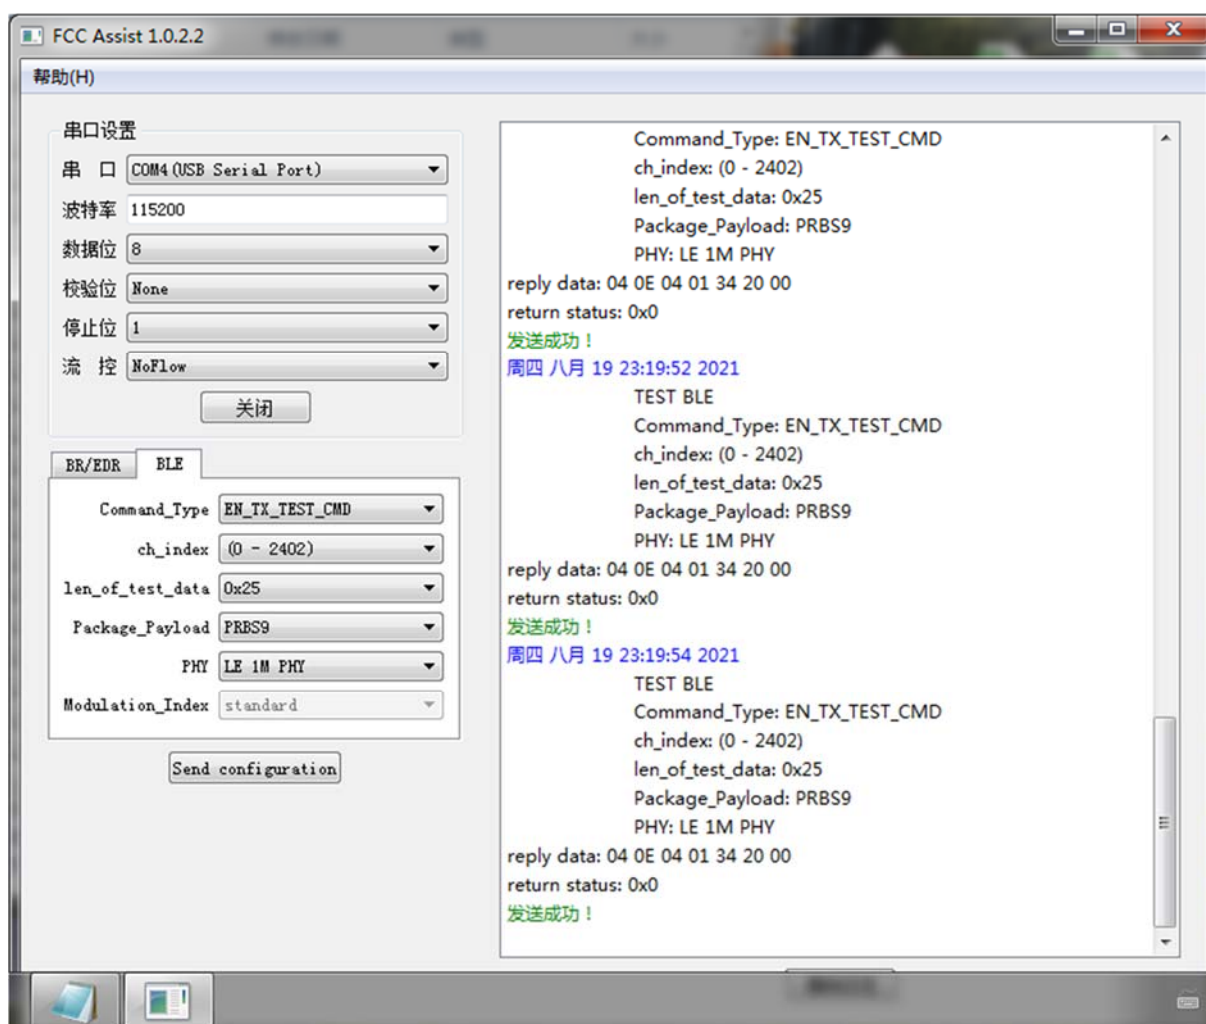 FCC Assist 1.0.2.2
帮助(H)
串口设置
串 口 COM4(USB Serial Port)
波特率 115200
数据位 8
校验位 None
停止位 1
流 控 NoFlow
关闭
BR/EDR BLE
Command_Type EN_TX_TEST_CMD
ch_index (0 - 2402)
len_of_test_data 0x25
Package_Payload PRBS9
PHY LE 1M PHY
Modulation_Index standard
Send configuration
Command_Type: EN_TX_TEST_CMD
ch_index: (0 - 2402)
len_of_test_data: 0x25
Package_Payload: PRBS9
PHY: LE 1M PHY
reply data: 04 0E 04 01 34 20 00
return status: 0x0
发送成功！
周四 八月 19 23:19:52 2021
TEST BLE
Command_Type: EN_TX_TEST_CMD
ch_index: (0 - 2402)
len_of_test_data: 0x25
Package_Payload: PRBS9
PHY: LE 1M PHY
reply data: 04 0E 04 01 34 20 00
return status: 0x0
发送成功！
周四 八月 19 23:19:54 2021
TEST BLE
Command_Type: EN_TX_TEST_CMD
ch_index: (0 - 2402)
len_of_test_data: 0x25
Package_Payload: PRBS9
PHY: LE 1M PHY
reply data: 04 0E 04 01 34 20 00
return status: 0x0
发送成功！